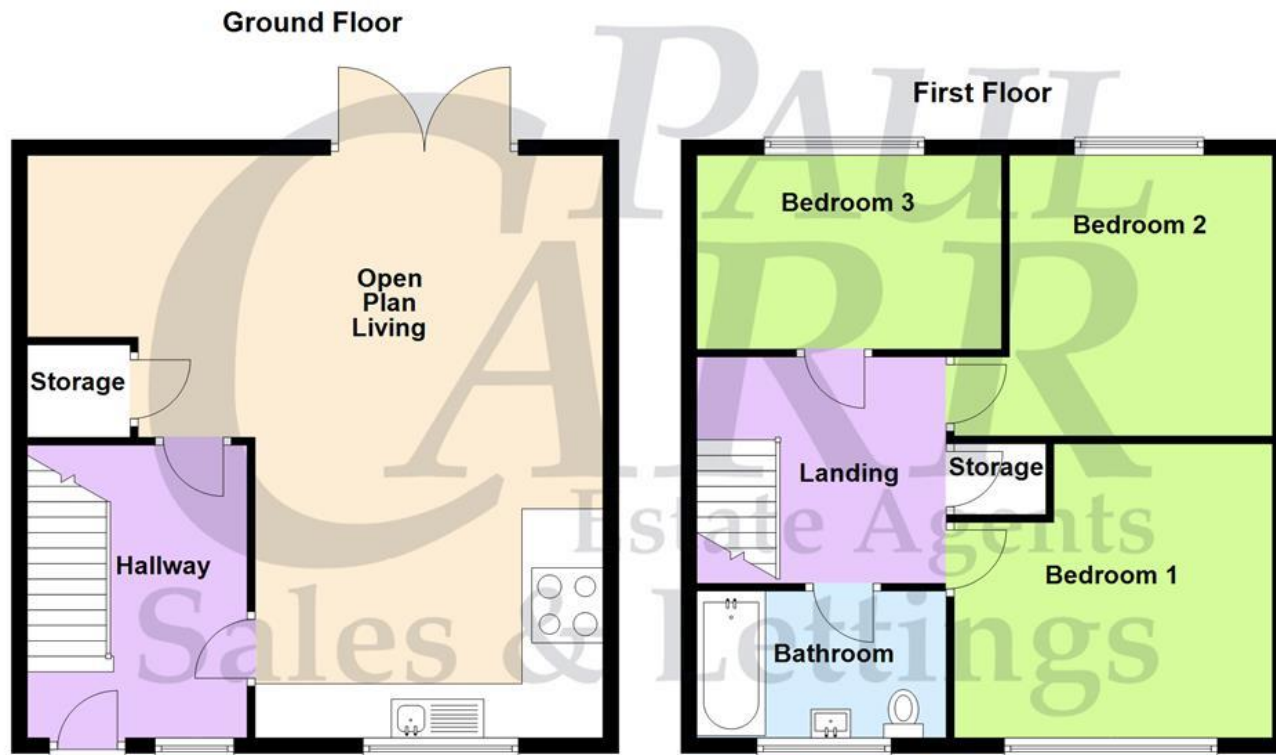 Ground Floor
First Floor
PAUL
CARR
Estate Agents
Sales & Lettings
Open
Plan
Living
Storage
Hallway
Bedroom 3
Bedroom 2
Landing
Storage
Bedroom 1
Bathroom